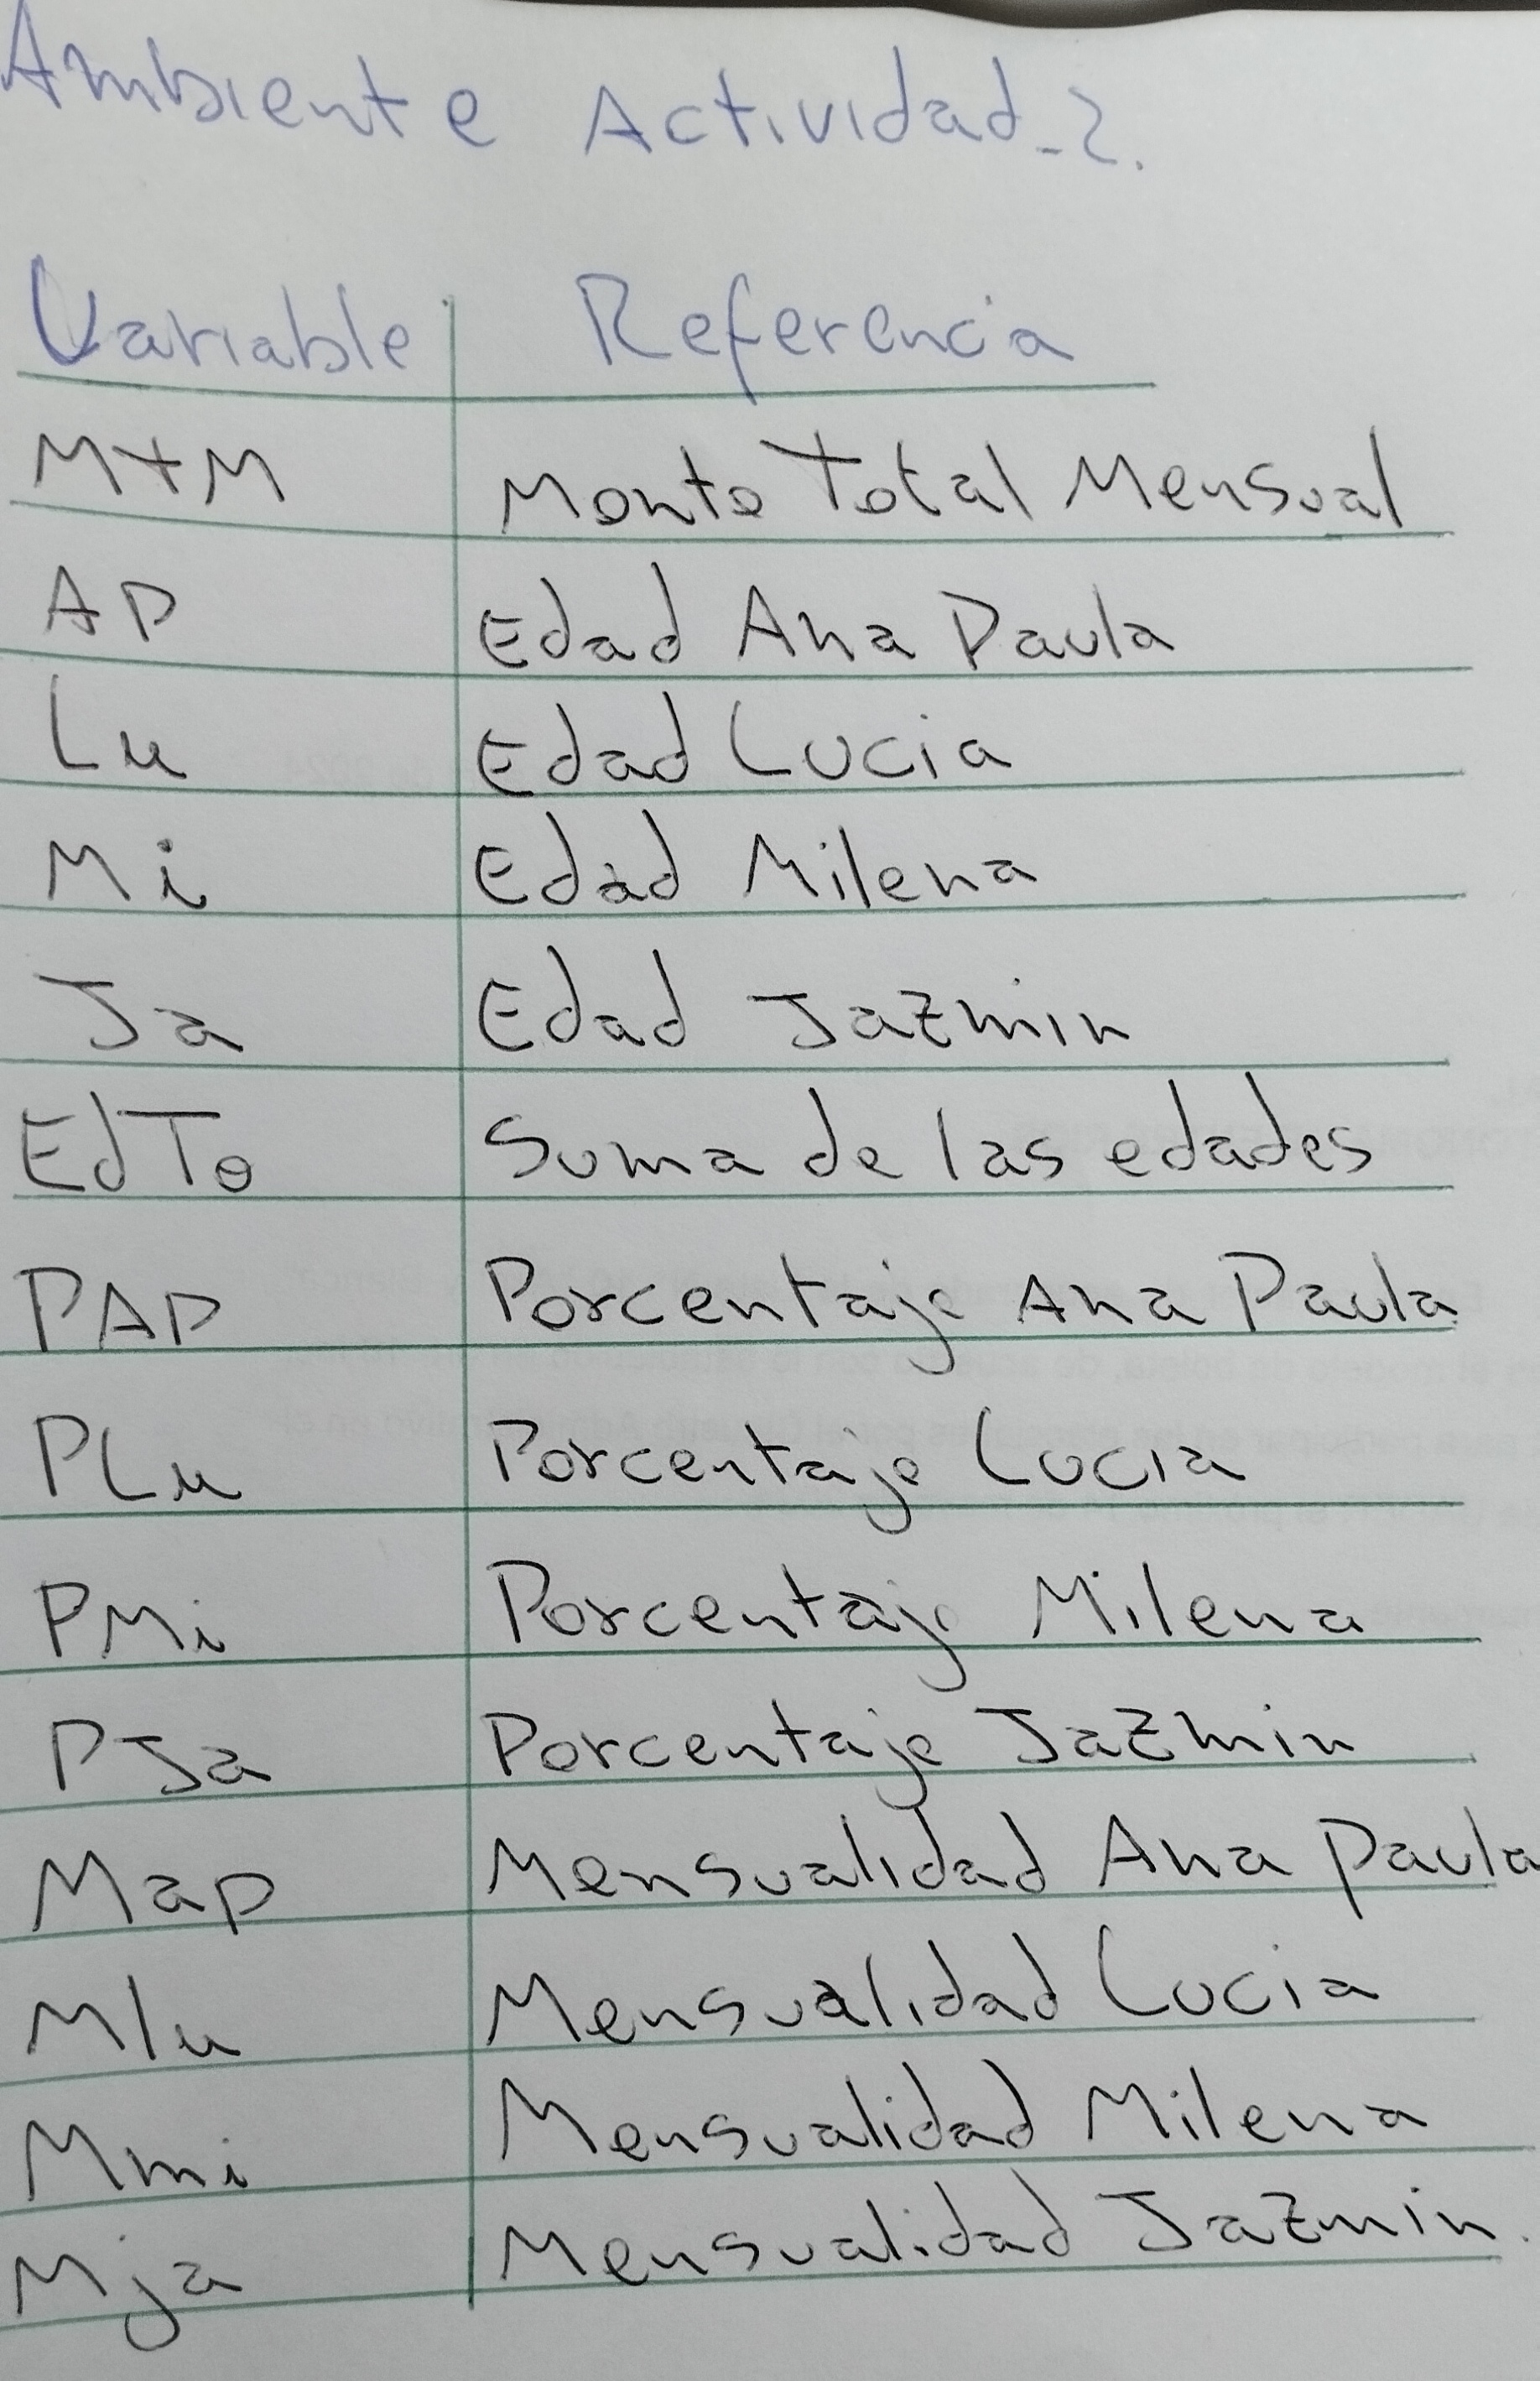 Ambiente Actividad-2.
Variable Referencia
MtM Monto Total Mensual
AP Edad Ana Paula
Lu Edad Lucia
Mi Edad Milena
Ja Edad Jazmin
EdTo Suma de las edades
PAP Porcentaje Ana Paula
PLu Porcentaje Lucia
PMi Porcentaje Milena
PJa Porcentaje Jazmin
Map Mensualidad Ana Paula
Mlu Mensualidad Lucia
Mmi Mensualidad Milena
Mja Mensualidad Jazmin.